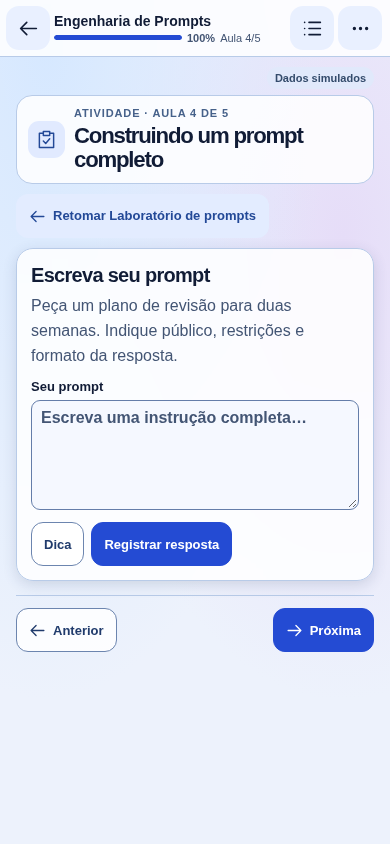 Engenharia de Prompts
100% Aula 4/5
Dados simulados
ATIVIDADE · AULA 4 DE 5
Construindo um prompt
completo
Retomar Laboratório de prompts
Escreva seu prompt
Peça um plano de revisão para duas
semanas. Indique público, restrições e
formato da resposta.
Seu prompt
Escreva uma instrução completa…
Dica
Registrar resposta
Anterior
Próxima